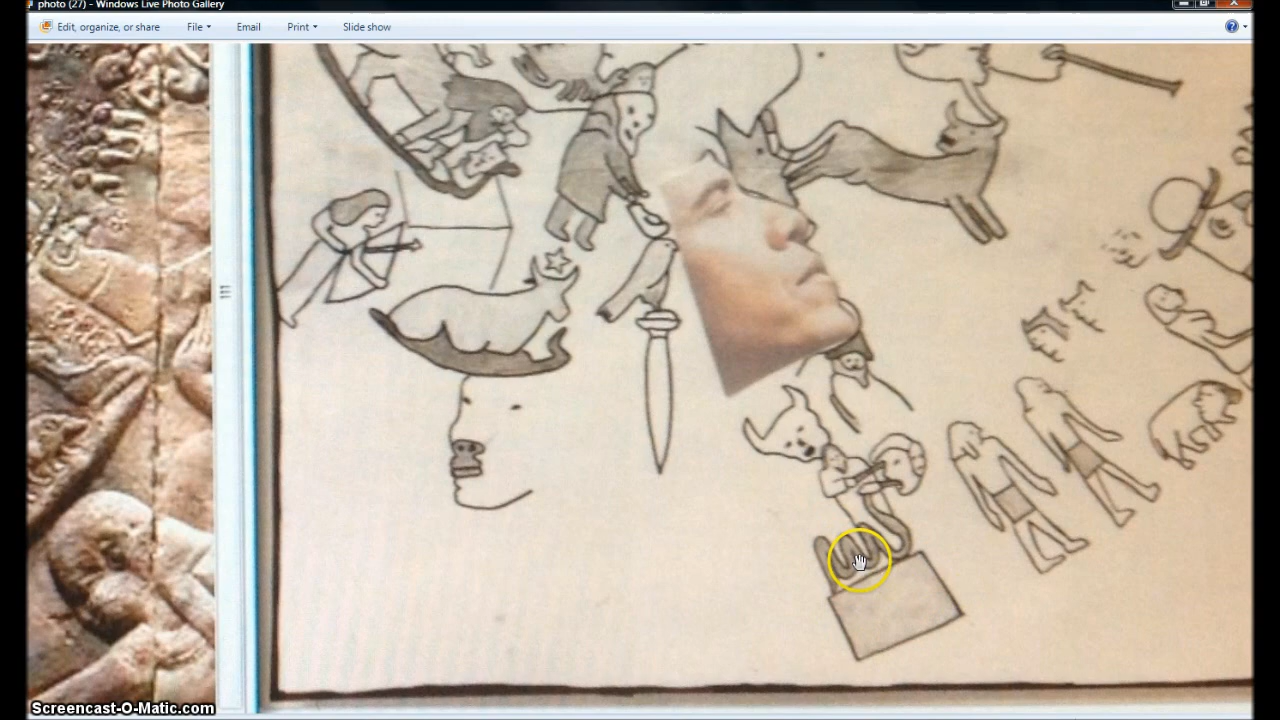 photo (27) - Windows Live Photo Gallery
Edit, organize, or share File Email Print Slide show
Screencast-O-Matic.com